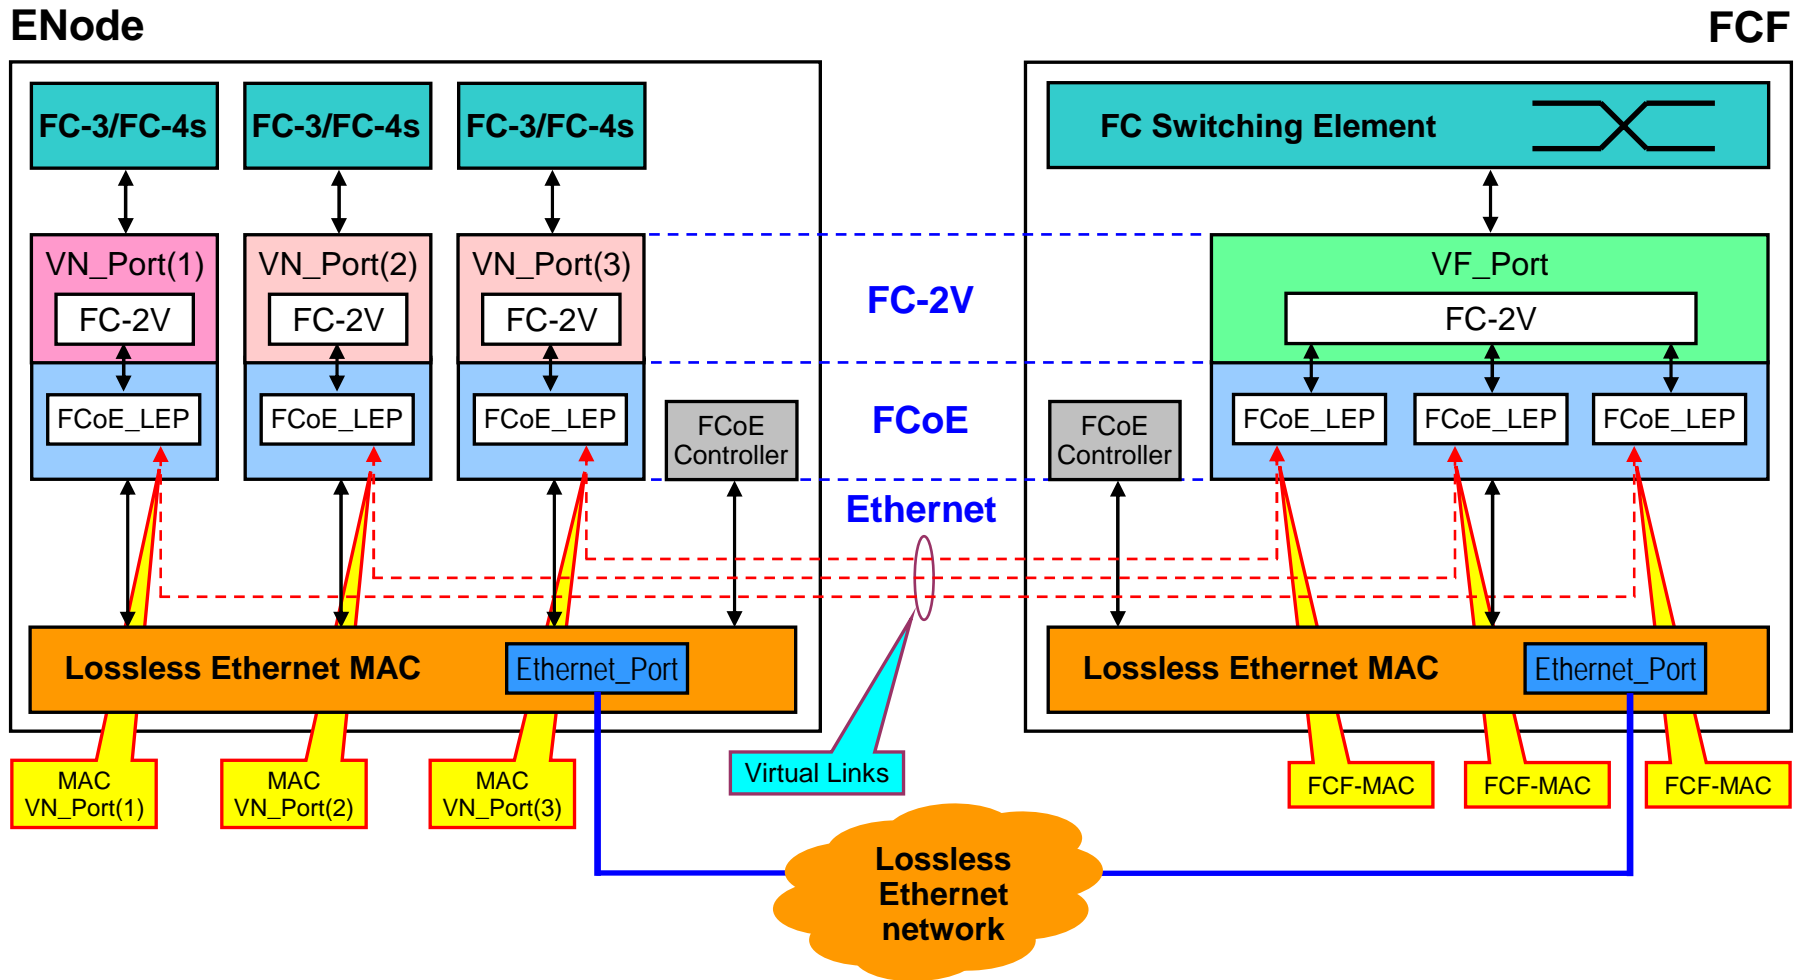 ENode
FCF
FC-3/FC-4s
FC-3/FC-4s
FC-3/FC-4s
FC Switching Element
VN_Port(1)
VN_Port(2)
VN_Port(3)
VF_Port
FC-2V
FC-2V
FC-2V
FC-2V
FC-2V
FCoE_LEP
FCoE_LEP
FCoE_LEP
FCoE
Controller
FCoE
FCoE
Controller
FCoE_LEP
FCoE_LEP
FCoE_LEP
Ethernet
Lossless Ethernet MAC
Ethernet_Port
Lossless Ethernet MAC
Ethernet_Port
MAC
VN_Port(1)
MAC
VN_Port(2)
MAC
VN_Port(3)
Virtual Links
FCF-MAC
FCF-MAC
FCF-MAC
Lossless
Ethernet
network